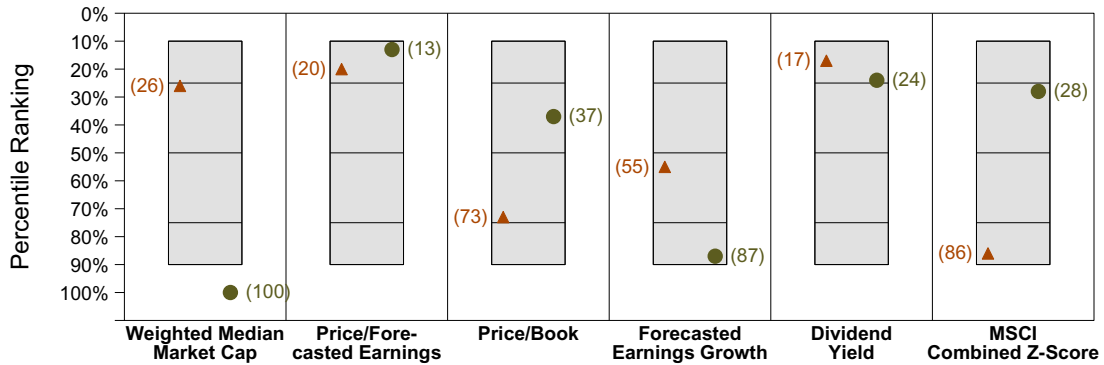 Percentile Ranking
0%
10%
20%
30%
40%
50%
60%
70%
80%
90%
100%
(26)
(100)
(20)
(13)
(73)
(37)
(55)
(87)
(17)
(24)
(86)
(28)
Weighted Median
Market Cap
Price/Fore-
casted Earnings
Price/Book
Forecasted
Earnings Growth
Dividend
Yield
MSCI
Combined Z-Score